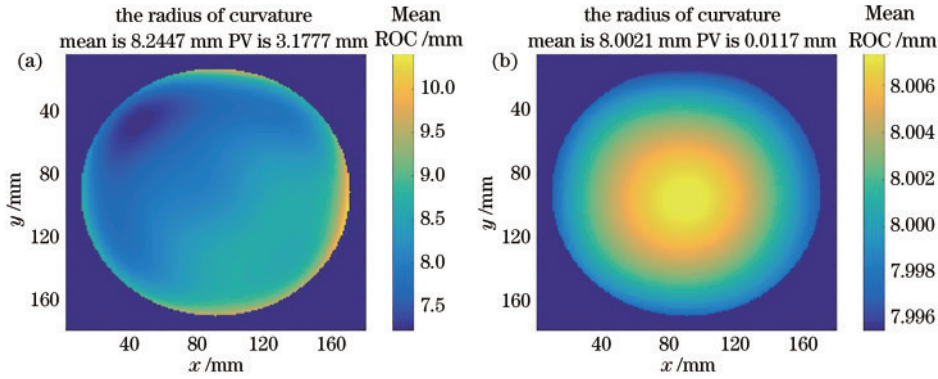 the radius of curvature
mean is 8.2447 mm PV is 3.1777 mm
Mean
ROC /mm
(a)
10.0
9.5
9.0
8.5
8.0
7.5
40
80
120
160
y /mm
40
80
120
160
x /mm
the radius of curvature
mean is 8.0021 mm PV is 0.0117 mm
Mean
ROC /mm
(b)
8.006
8.004
8.002
8.000
7.998
7.996
40
80
120
160
y /mm
40
80
120
160
x /mm